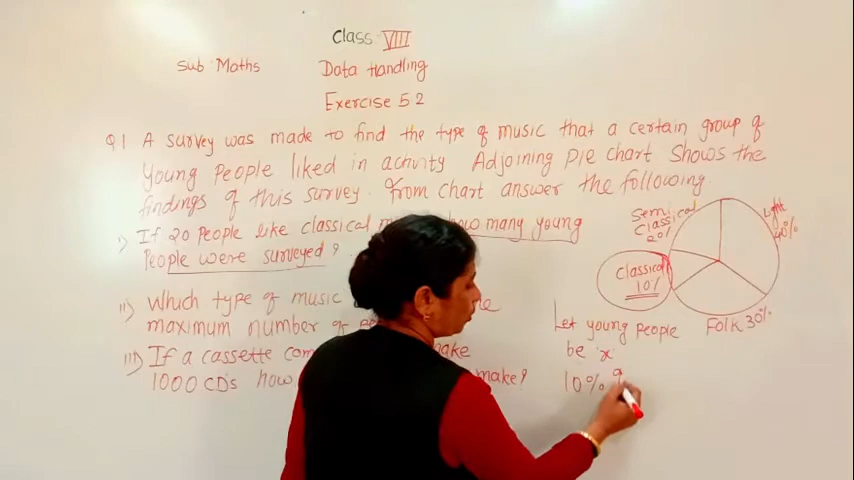 Class VIII
Sub Maths
Data Handling
Exercise 5 2
Q1 A survey was made to find the type of music that a certain group of
young People liked in activity Adjoining Pie chart Shows the
findings of this survey. From chart answer the following.
i) If 20 People like classical how many young
People were surveyed?
ii) Which type of music
maximum number of
iii) If a cassette make
1000 CD's how make?
Semi Classical 20%
Light 40%
Classical 10%
Folk 30%
Let young People
be 'x'
10%